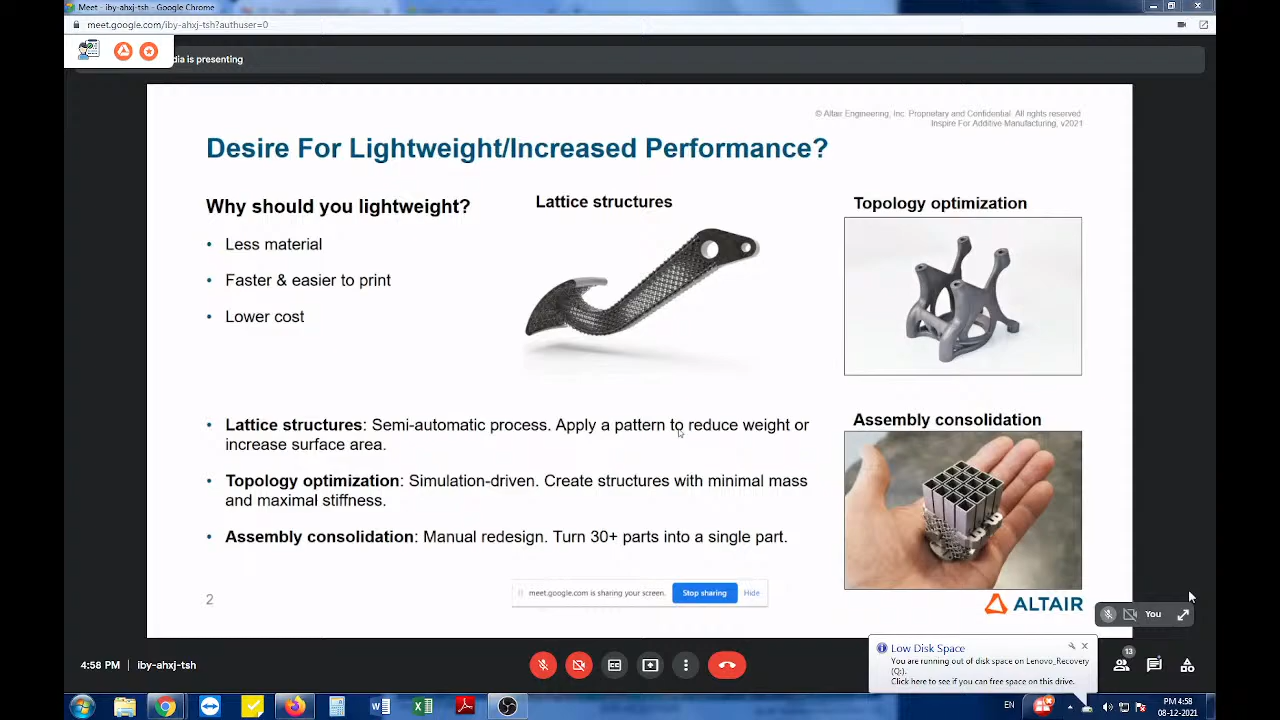 Meet - iby-ahxj-tsh - Google Chrome
meet.google.com/iby-ahxj-tsh?authuser=0
dia is presenting
© Altair Engineering, Inc. Proprietary and Confidential. All rights reserved
Inspire For Additive Manufacturing, v2021
Desire For Lightweight/Increased Performance?
Why should you lightweight?
• Less material
• Faster & easier to print
• Lower cost
Lattice structures
Topology optimization
• Lattice structures: Semi-automatic process. Apply a pattern to reduce weight or
increase surface area.
• Topology optimization: Simulation-driven. Create structures with minimal mass
and maximal stiffness.
• Assembly consolidation: Manual redesign. Turn 30+ parts into a single part.
Assembly consolidation
2
meet.google.com is sharing your screen.
Stop sharing
Hide
ALTAIR
You
4:58 PM
iby-ahxj-tsh
Low Disk Space
You are running out of disk space on Lenovo_Recovery
(Q:).
Click here to see if you can free space on this drive.
13
EN
PM 4:58
08-12-2021